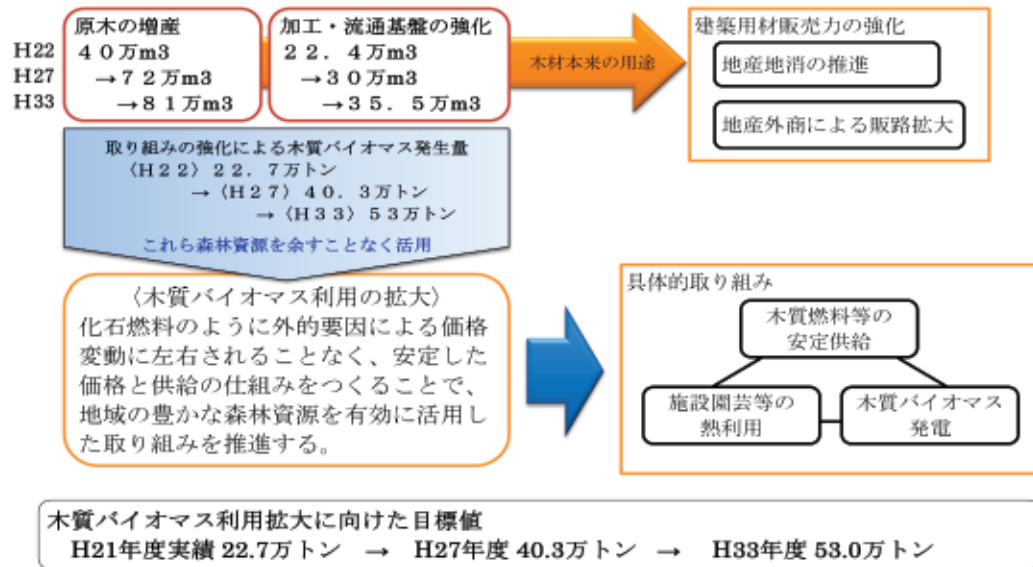 原木の増産
H22 40万m3
H27 →72万m3
H33 →81万m3
加工・流通基盤の強化
22.4万m3
→30万m3
→35.5万m3
木材本来の用途
建築用材販売力の強化
地産地消の推進
地産外商による販路拡大
取り組みの強化による木質バイオマス発生量
〈H22〉22.7万トン
→〈H27〉40.3万トン
→〈H33〉53万トン
これら森林資源を余すことなく活用
〈木質バイオマス利用の拡大〉
化石燃料のように外的要因による価格
変動に左右されることなく、安定した
価格と供給の仕組みをつくることで、
地域の豊かな森林資源を有効に活用し
た取り組みを推進する。
具体的取り組み
木質燃料等の
安定供給
施設園芸等の
熱利用
木質バイオマス
発電
木質バイオマス利用拡大に向けた目標値
H21年度実績 22.7万トン → H27年度 40.3万トン → H33年度 53.0万トン